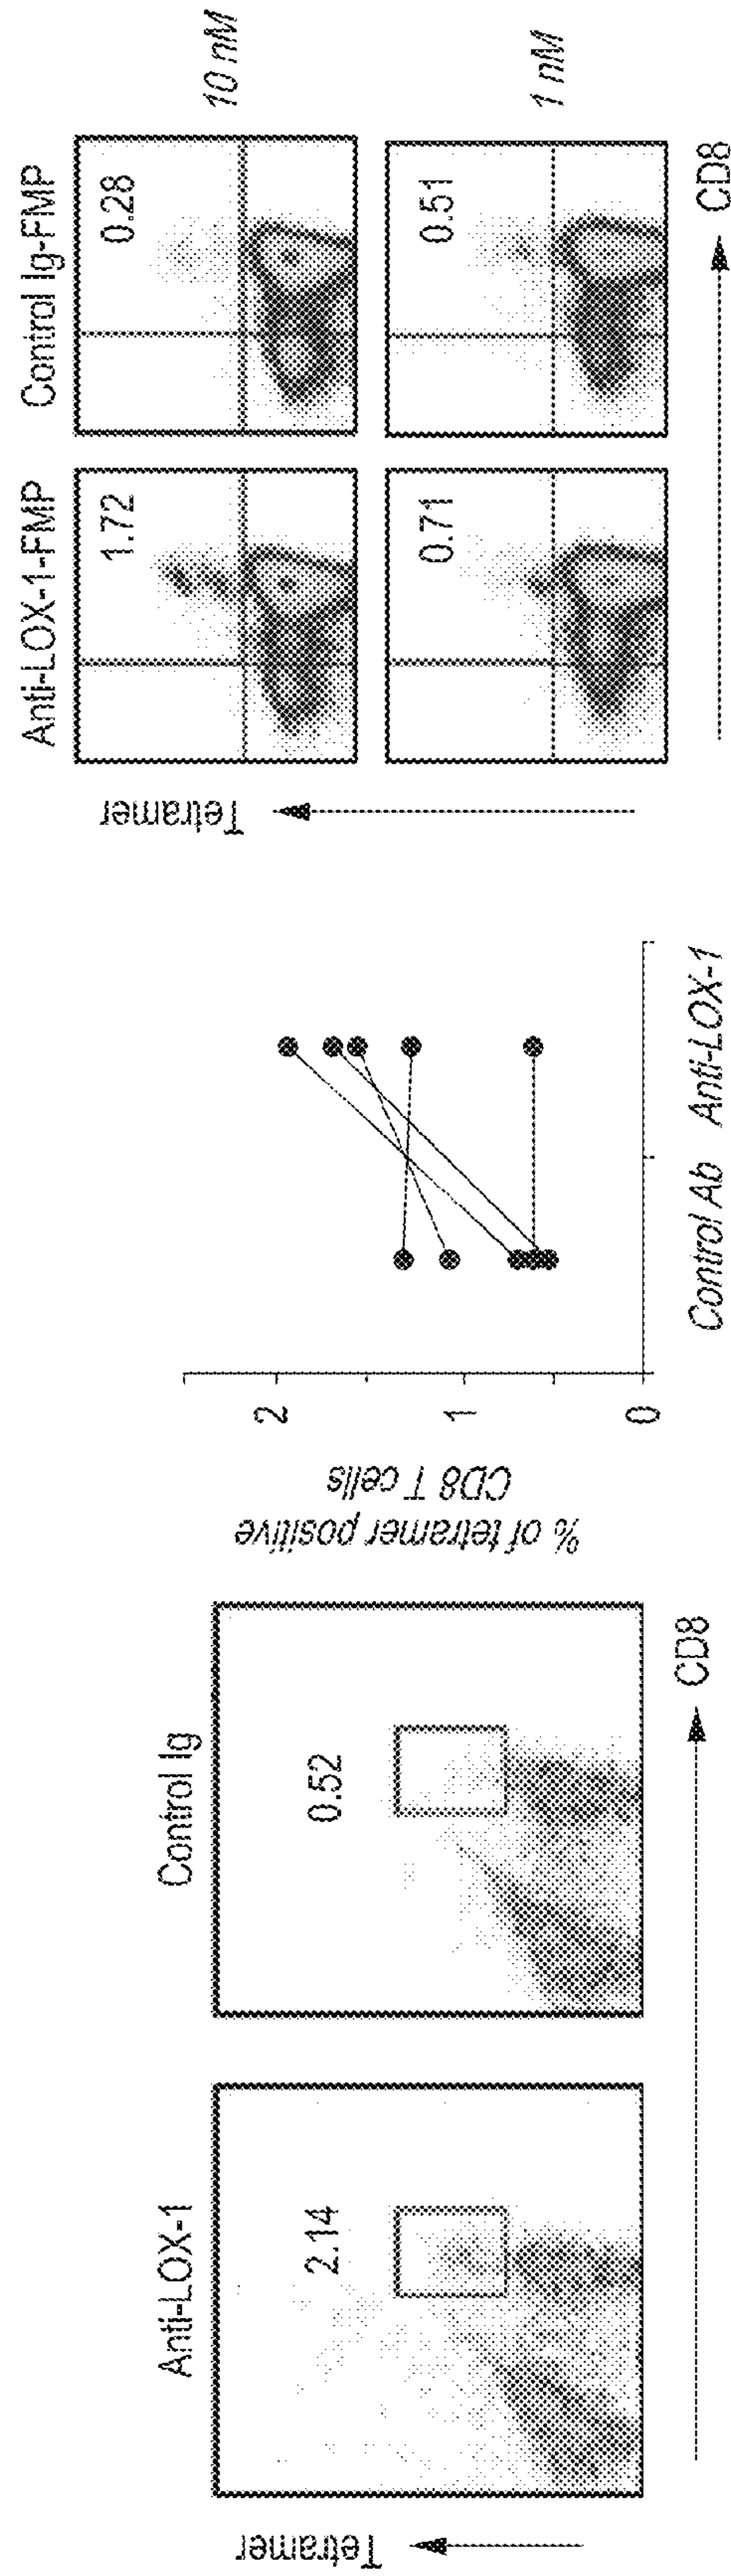 Anti-LOX-1
Control Ig
2.14
0.52
Tetramer
CD8
% of tetramer positive
CD8 T cells
2
1
0
Control Ab
Anti-LOX-1
Anti-LOX-1-FMP
Control Ig-FMP
1.72
0.28
10 nM
0.71
0.51
1 nM
Tetramer
CD8